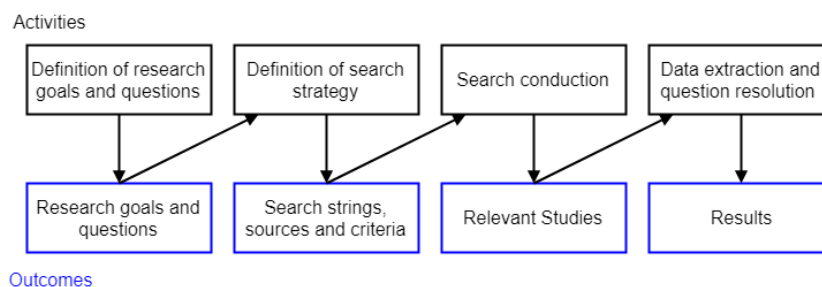 Activities
Definition of research
goals and questions
Definition of search
strategy
Search conduction
Data extraction and
question resolution
Research goals and
questions
Search strings,
sources and criteria
Relevant Studies
Results
Outcomes